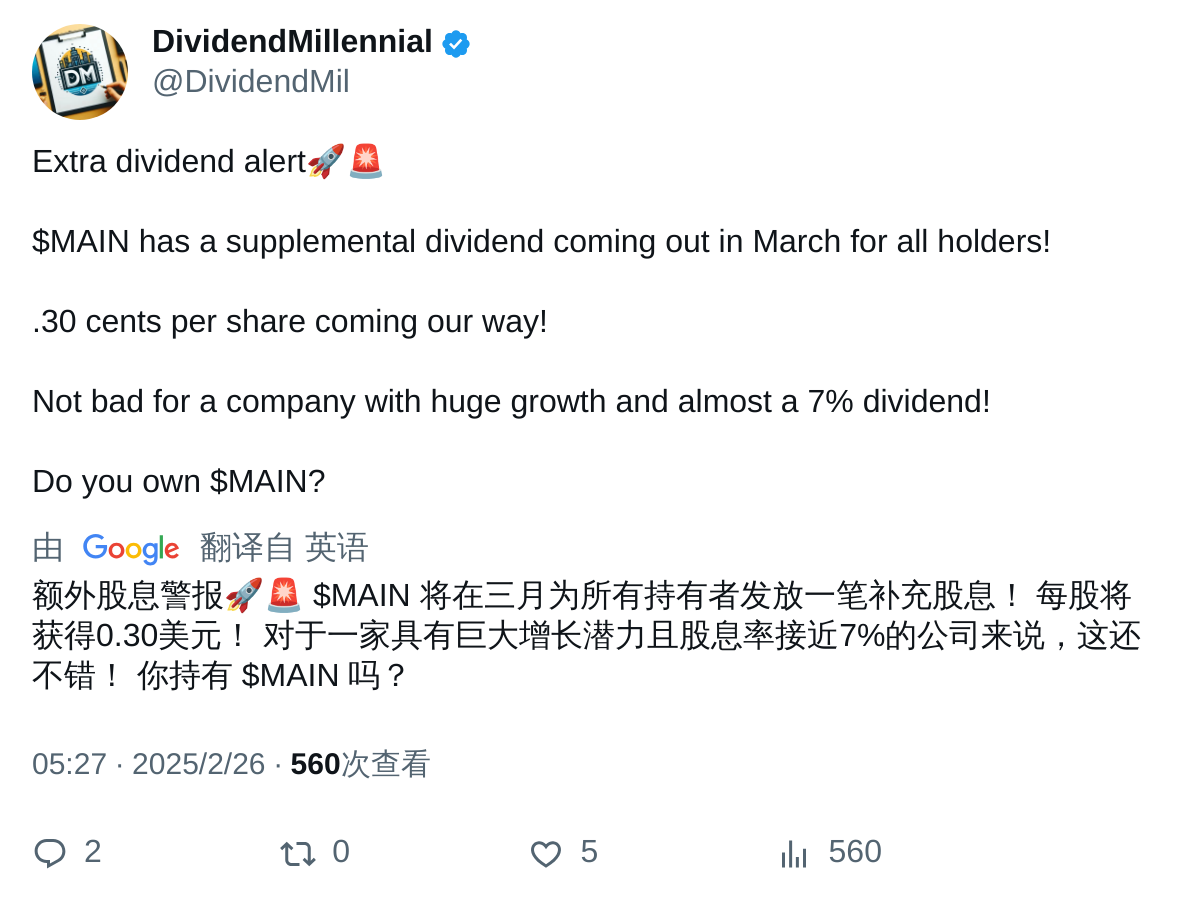 DividendMillennial
@DividendMil
Extra dividend alert🚀🚨
$MAIN has a supplemental dividend coming out in March for all holders!
.30 cents per share coming our way!
Not bad for a company with huge growth and almost a 7% dividend!
Do you own $MAIN?
由 Google 翻译自 英语
额外股息警报🚀🚨 $MAIN 将在三月为所有持有者发放一笔补充股息！ 每股将
获得0.30美元！ 对于一家具有巨大增长潜力且股息率接近7%的公司来说，这还
不错！ 你持有 $MAIN 吗？
05:27 · 2025/2/26 · 560次查看
2 0 5 560
DM